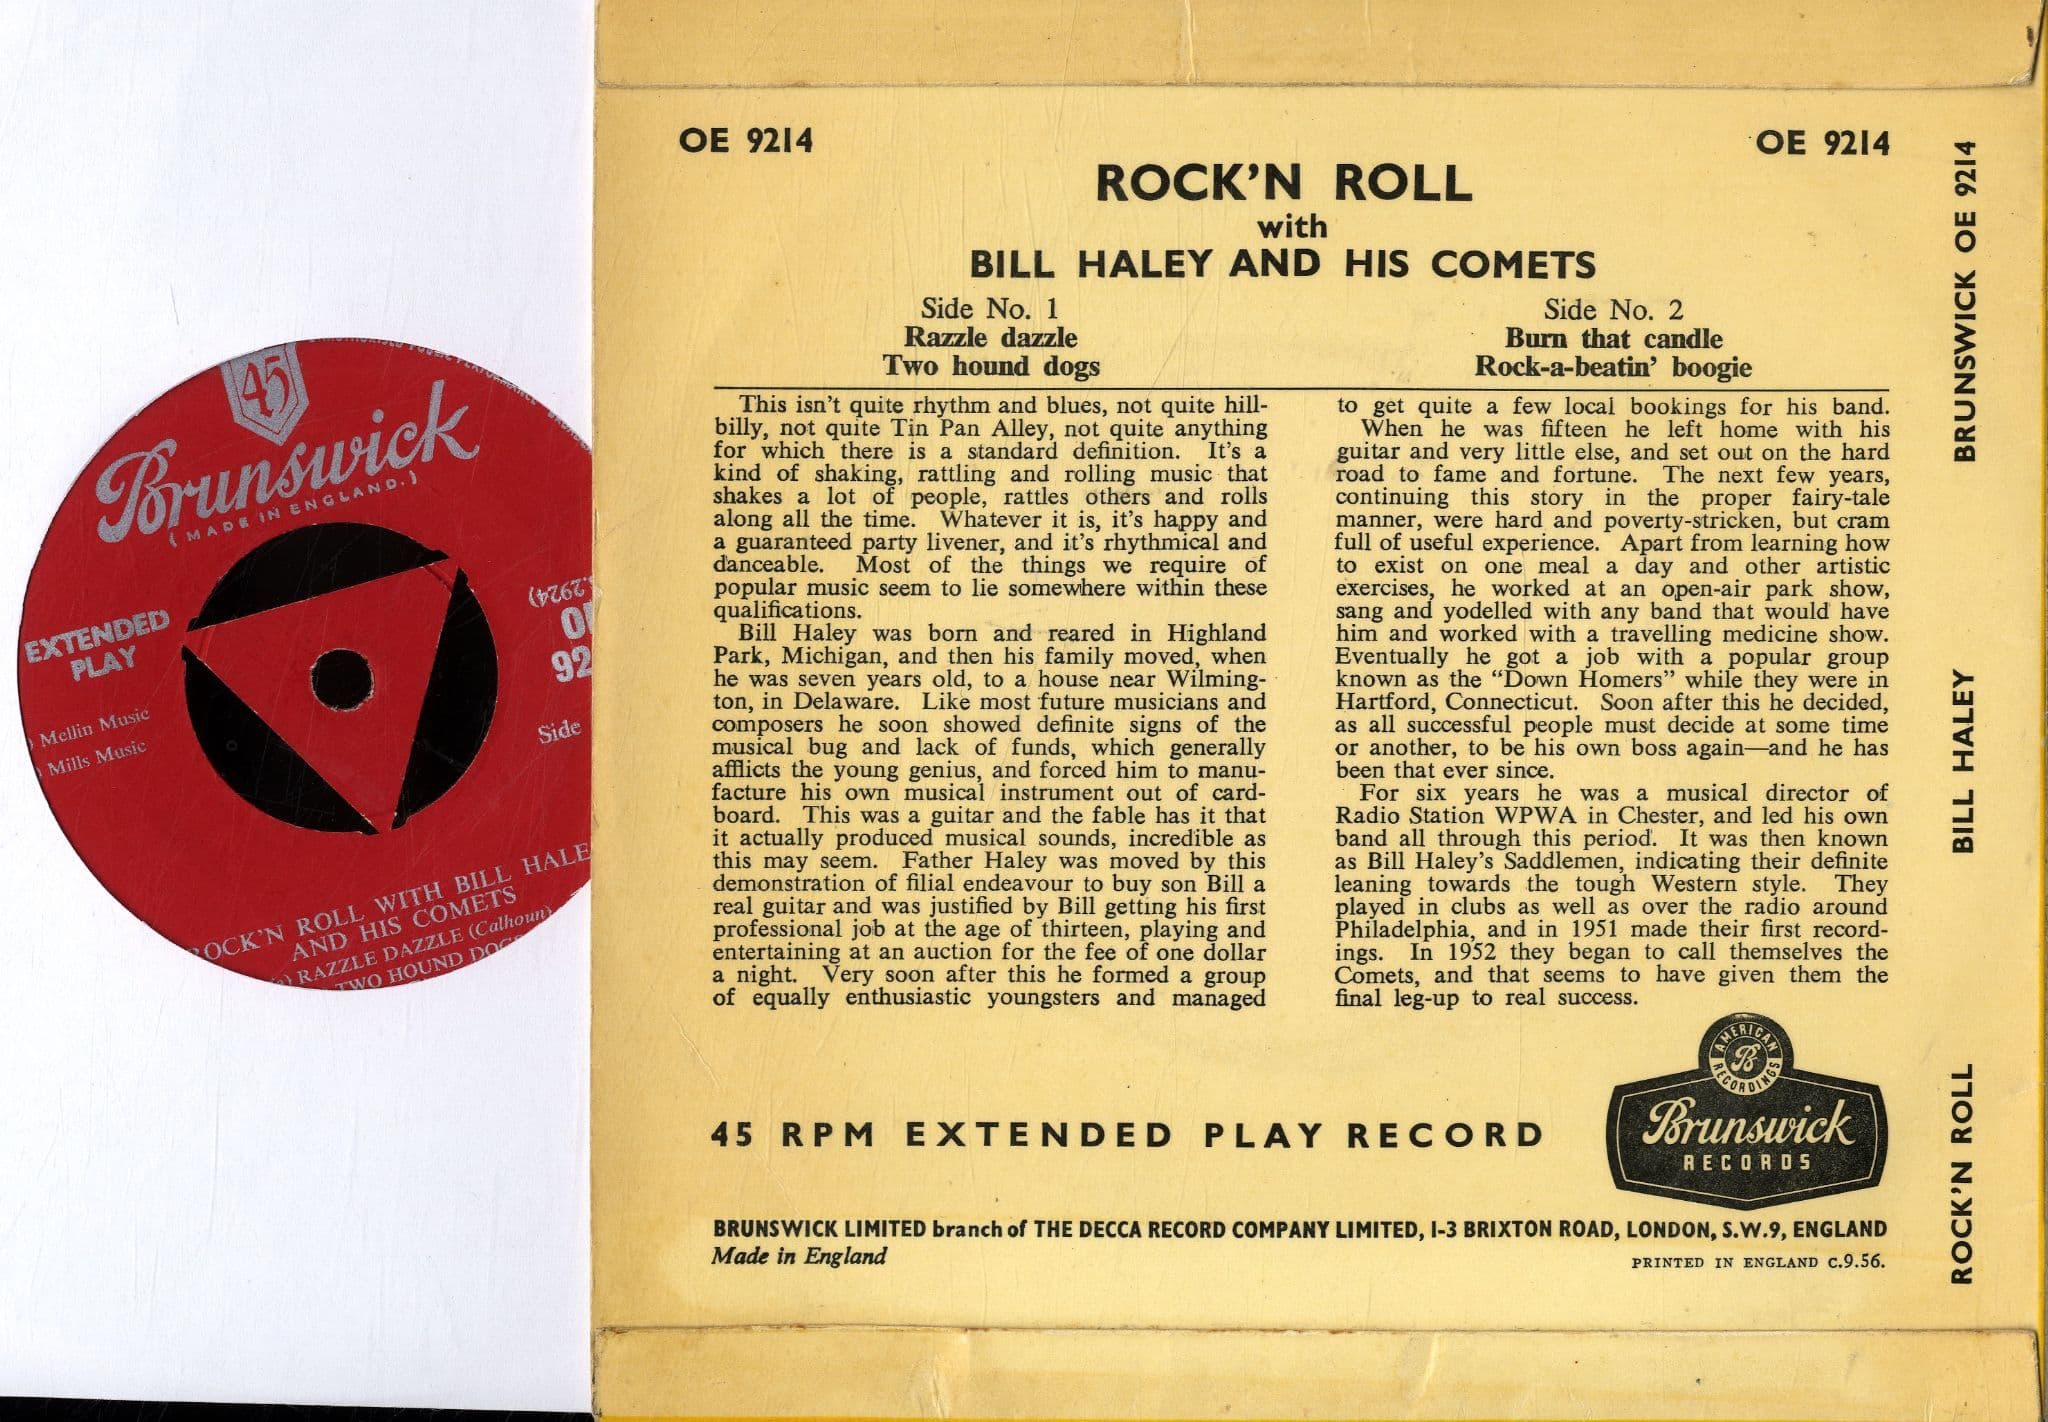 45
Brunswick
( MADE IN ENGLAND. )
EXTENDED
PLAY
Mellin Music
Mills Music
2924)
Side
ROCK'N ROLL WITH BILL
AND HIS COMETS
RAZZLE DAZZLE (Calhoun)
TWO HOUND
OE 9214
OE 9214
ROCK'N ROLL
with
BILL HALEY AND HIS COMETS
Side No. 1
Razzle dazzle
Two hound dogs
Side No. 2
Burn that candle
Rock-a-beatin' boogie
This isn't quite rhythm and blues, not quite hill-
billy, not quite Tin Pan Alley, not quite anything
for which there is a standard definition. It's a
kind of shaking, rattling and rolling music that
shakes a lot of people, rattles others and rolls
along all the time. Whatever it is, it's happy and
a guaranteed party livener, and it's rhythmical and
danceable. Most of the things we require of
popular music seem to lie somewhere within these
qualifications.
Bill Haley was born and reared in Highland
Park, Michigan, and then his family moved, when
he was seven years old, to a house near Wilming-
ton, in Delaware. Like most future musicians and
composers he soon showed definite signs of the
musical bug and lack of funds, which generally
afflicts the young genius, and forced him to manu-
facture his own musical instrument out of card-
board. This was a guitar and the fable has it that
it actually produced musical sounds, incredible as
this may seem. Father Haley was moved by this
demonstration of filial endeavour to buy son Bill a
real guitar and was justified by Bill getting his first
professional job at the age of thirteen, playing and
entertaining at an auction for the fee of one dollar
a night. Very soon after this he formed a group
of equally enthusiastic youngsters and managed
to get quite a few local bookings for his band.
When he was fifteen he left home with his
guitar and very little else, and set out on the hard
road to fame and fortune. The next few years,
continuing this story in the proper fairy-tale
manner, were hard and poverty-stricken, but cram
full of useful experience. Apart from learning how
to exist on one meal a day and other artistic
exercises, he worked at an open-air park show,
sang and yodelled with any band that would have
him and worked with a travelling medicine show.
Eventually he got a job with a popular group
known as the "Down Homers" while they were in
Hartford, Connecticut. Soon after this he decided,
as all successful people must decide at some time
or another, to be his own boss again—and he has
been that ever since.
For six years he was a musical director of
Radio Station WPWA in Chester, and led his own
band all through this period. It was then known
as Bill Haley's Saddlemen, indicating their definite
leaning towards the tough Western style. They
played in clubs as well as over the radio around
Philadelphia, and in 1951 made their first record-
ings. In 1952 they began to call themselves the
Comets, and that seems to have given them the
final leg-up to real success.
45 RPM EXTENDED PLAY RECORD
AMERICAN
B
RECORDINGS
Brunswick
RECORDS
BRUNSWICK LIMITED branch of THE DECCA RECORD COMPANY LIMITED, 1-3 BRIXTON ROAD, LONDON, S.W.9, ENGLAND
Made in England
PRINTED IN ENGLAND C.9.56.
BRUNSWICK OE 9214
BILL HALEY
ROCK'N ROLL